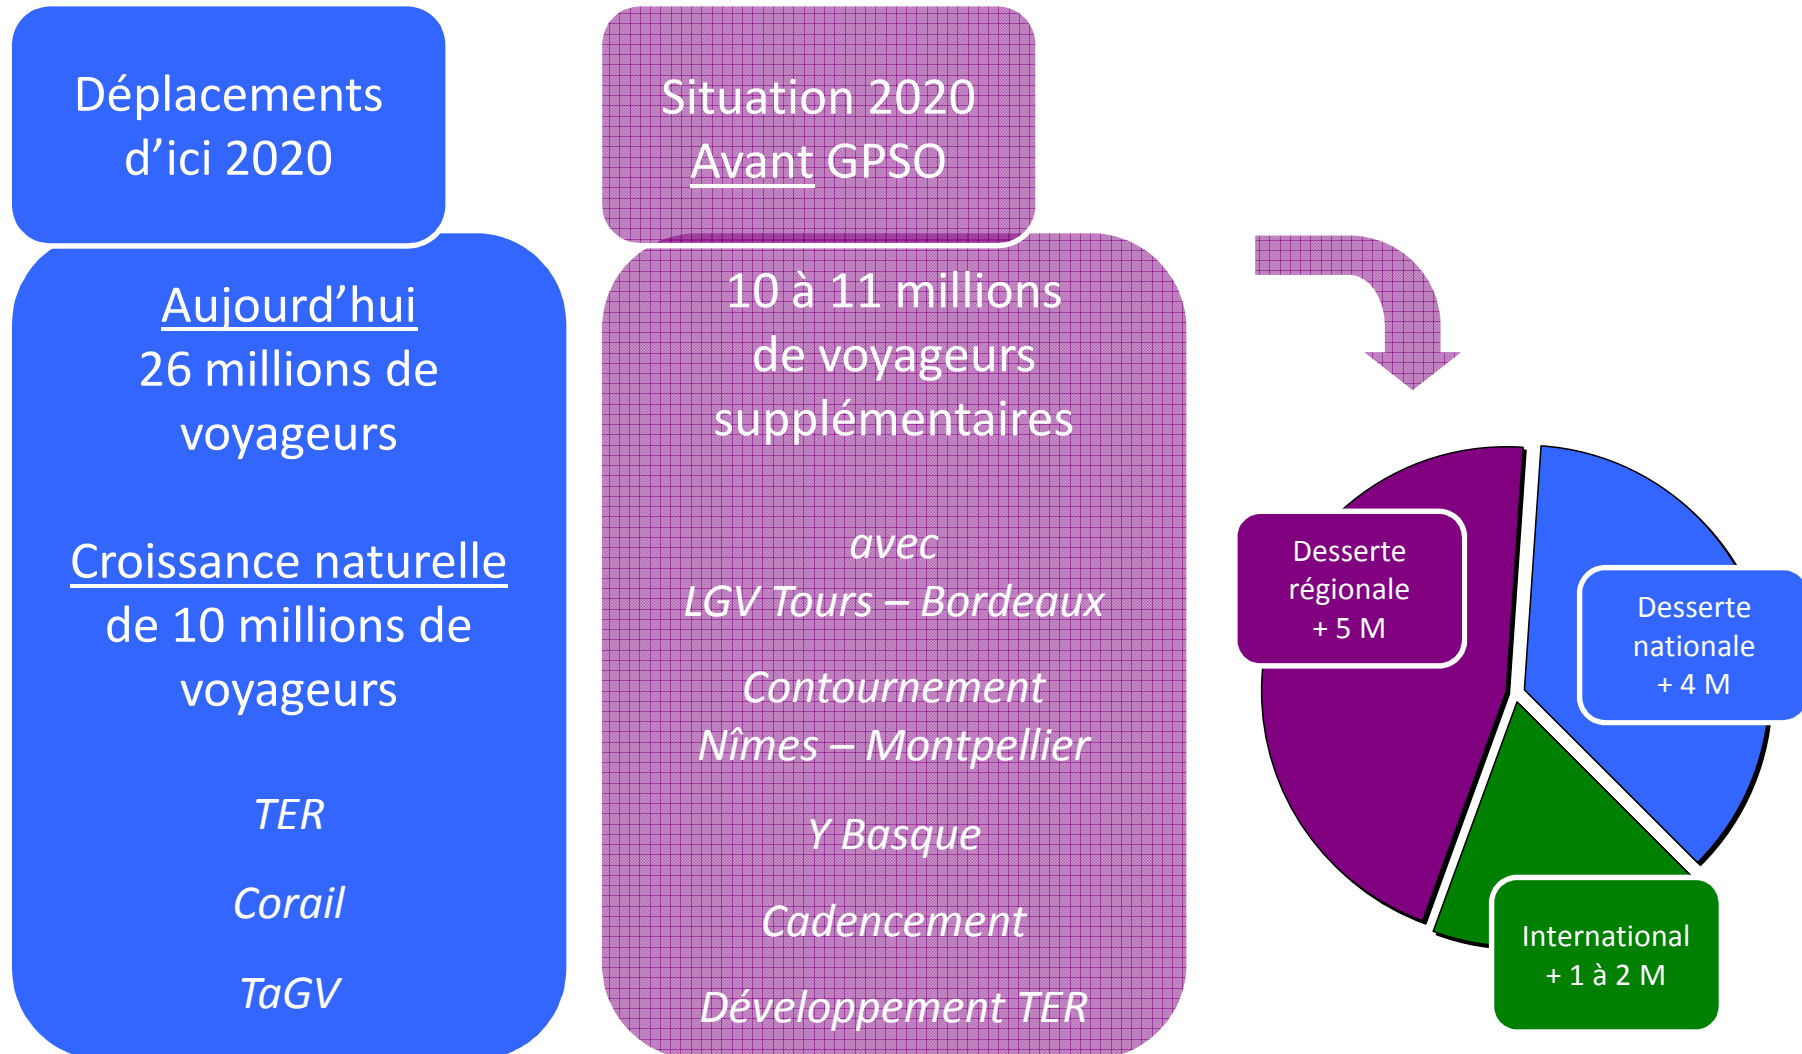 Déplacements
d’ici 2020
Aujourd’hui
26 millions de
voyageurs
Croissance naturelle
de 10 millions de
voyageurs
TER
Corail
TaGV
Situation 2020
Avant GPSO
10 à 11 millions
de voyageurs
supplémentaires
avec
LGV Tours – Bordeaux
Contournement
Nîmes – Montpellier
Y Basque
Cadencement
Développement TER
Desserte
régionale
+ 5 M
Desserte
nationale
+ 4 M
International
+ 1 à 2 M